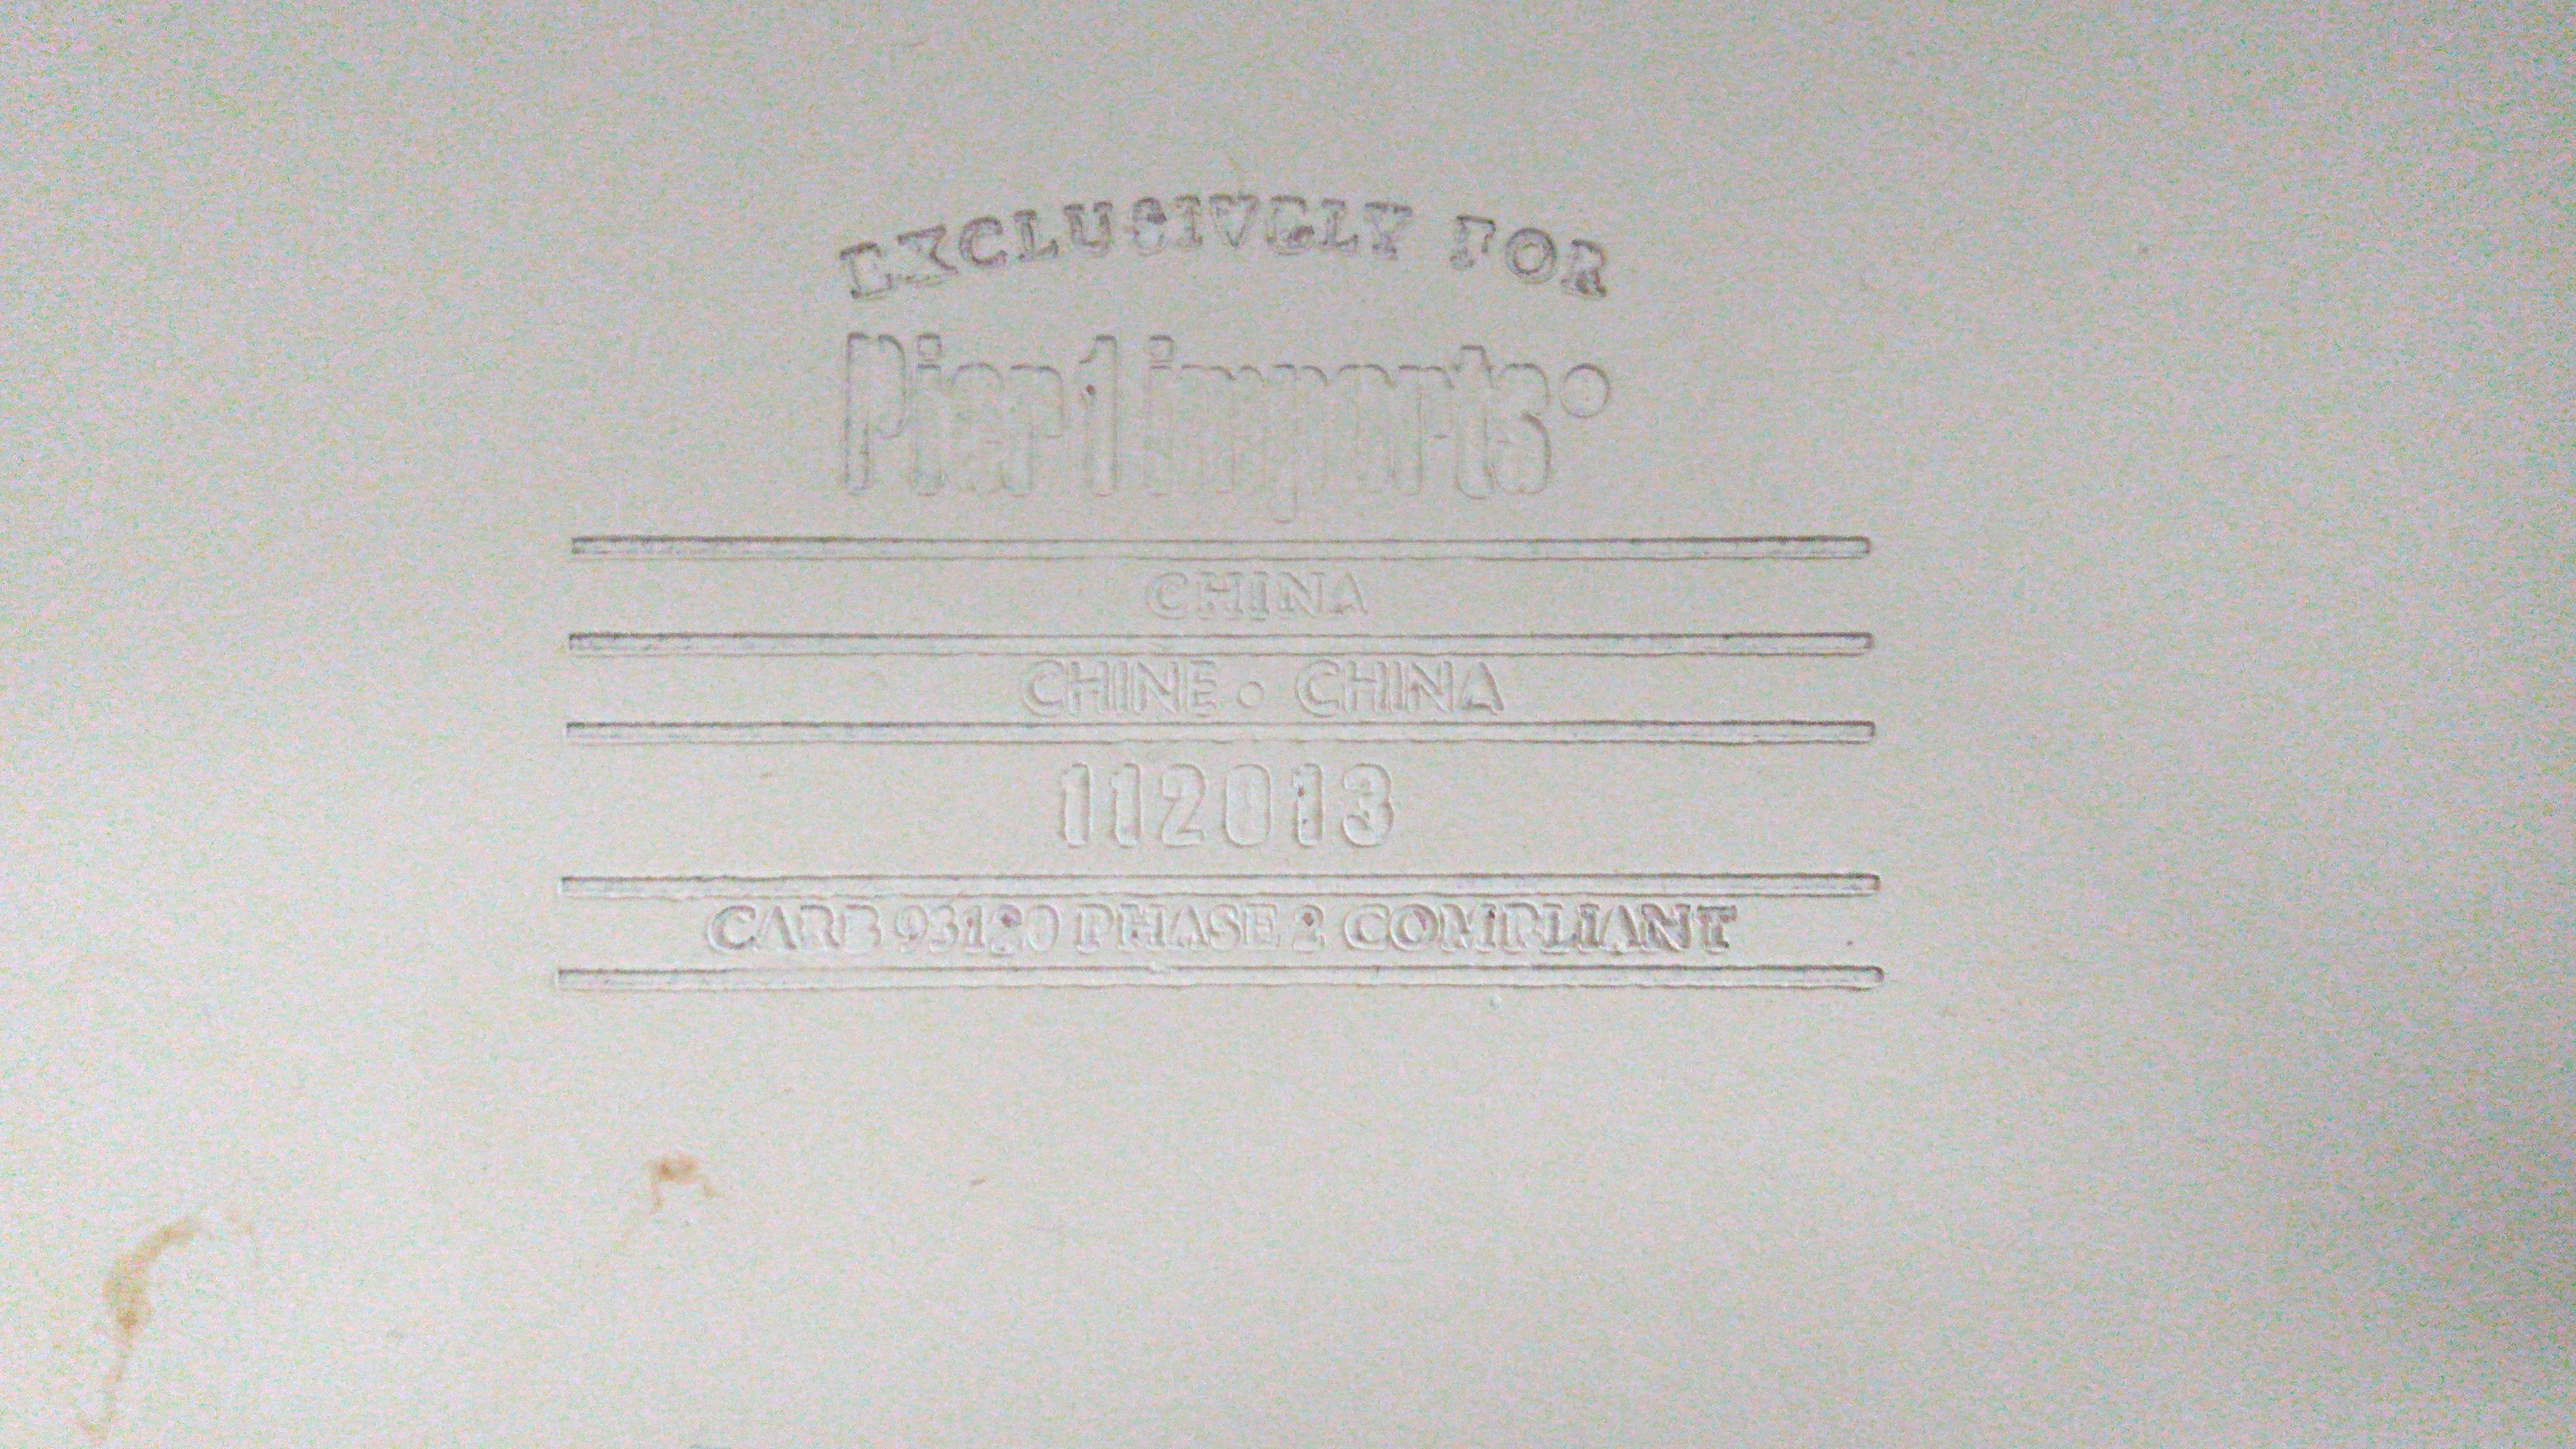 EXCLUSIVELY FOR
Pier 1 imports®
CHINA
CHINE • CHINA
112013
CARB 93120 PHASE 2 COMPLIANT